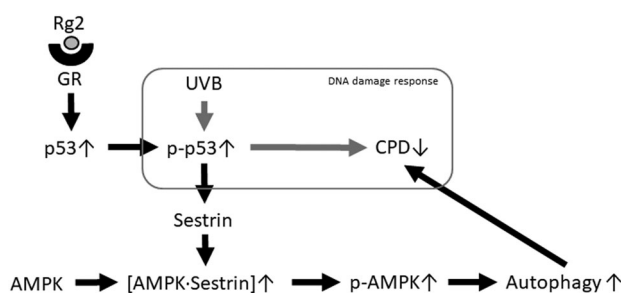 Rg2
GR
UVB
DNA damage response
p53↑
p-p53↑
CPD↓
Sestrin
AMPK
[AMPK·Sestrin]↑
p-AMPK↑
Autophagy↑